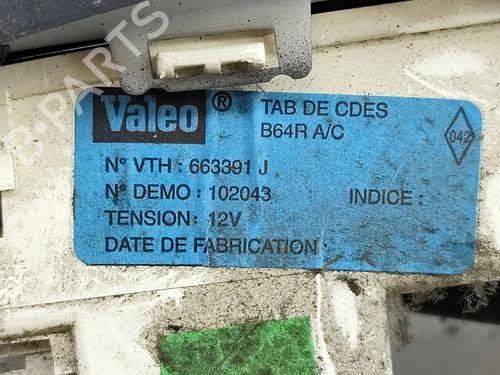 B-PARTS
Valeo ® TAB DE CDES
B64R A/C
042
N° VTH : 663391 J
N° DEMO : 102043 INDICE :
TENSION : 12V
DATE DE FABRICATION :